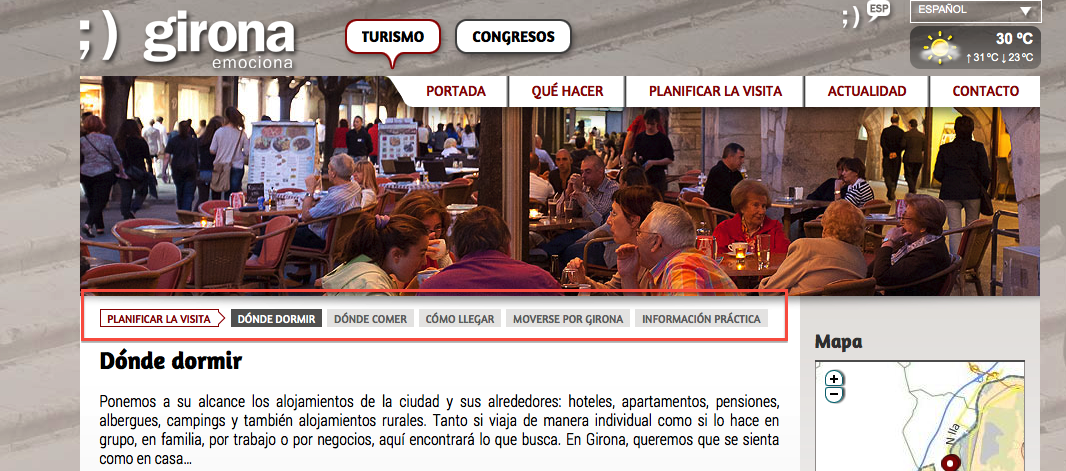 ;) girona
emociona
TURISMO
CONGRESOS
;) ESP
ESPAÑOL
30 ºC
↑31 ºC ↓23 ºC
PORTADA
QUÉ HACER
PLANIFICAR LA VISITA
ACTUALIDAD
CONTACTO
PLANIFICAR LA VISITA
DÓNDE DORMIR
DÓNDE COMER
CÓMO LLEGAR
MOVERSE POR GIRONA
INFORMACIÓN PRÁCTICA
Dónde dormir
Ponemos a su alcance los alojamientos de la ciudad y sus alrededores: hoteles, apartamentos, pensiones,
albergues, campings y también alojamientos rurales. Tanto si viaja de manera individual como si lo hace en
grupo, en familia, por trabajo o por negocios, aquí encontrará lo que busca. En Girona, queremos que se sienta
como en casa...
Mapa
+
−
N IIa